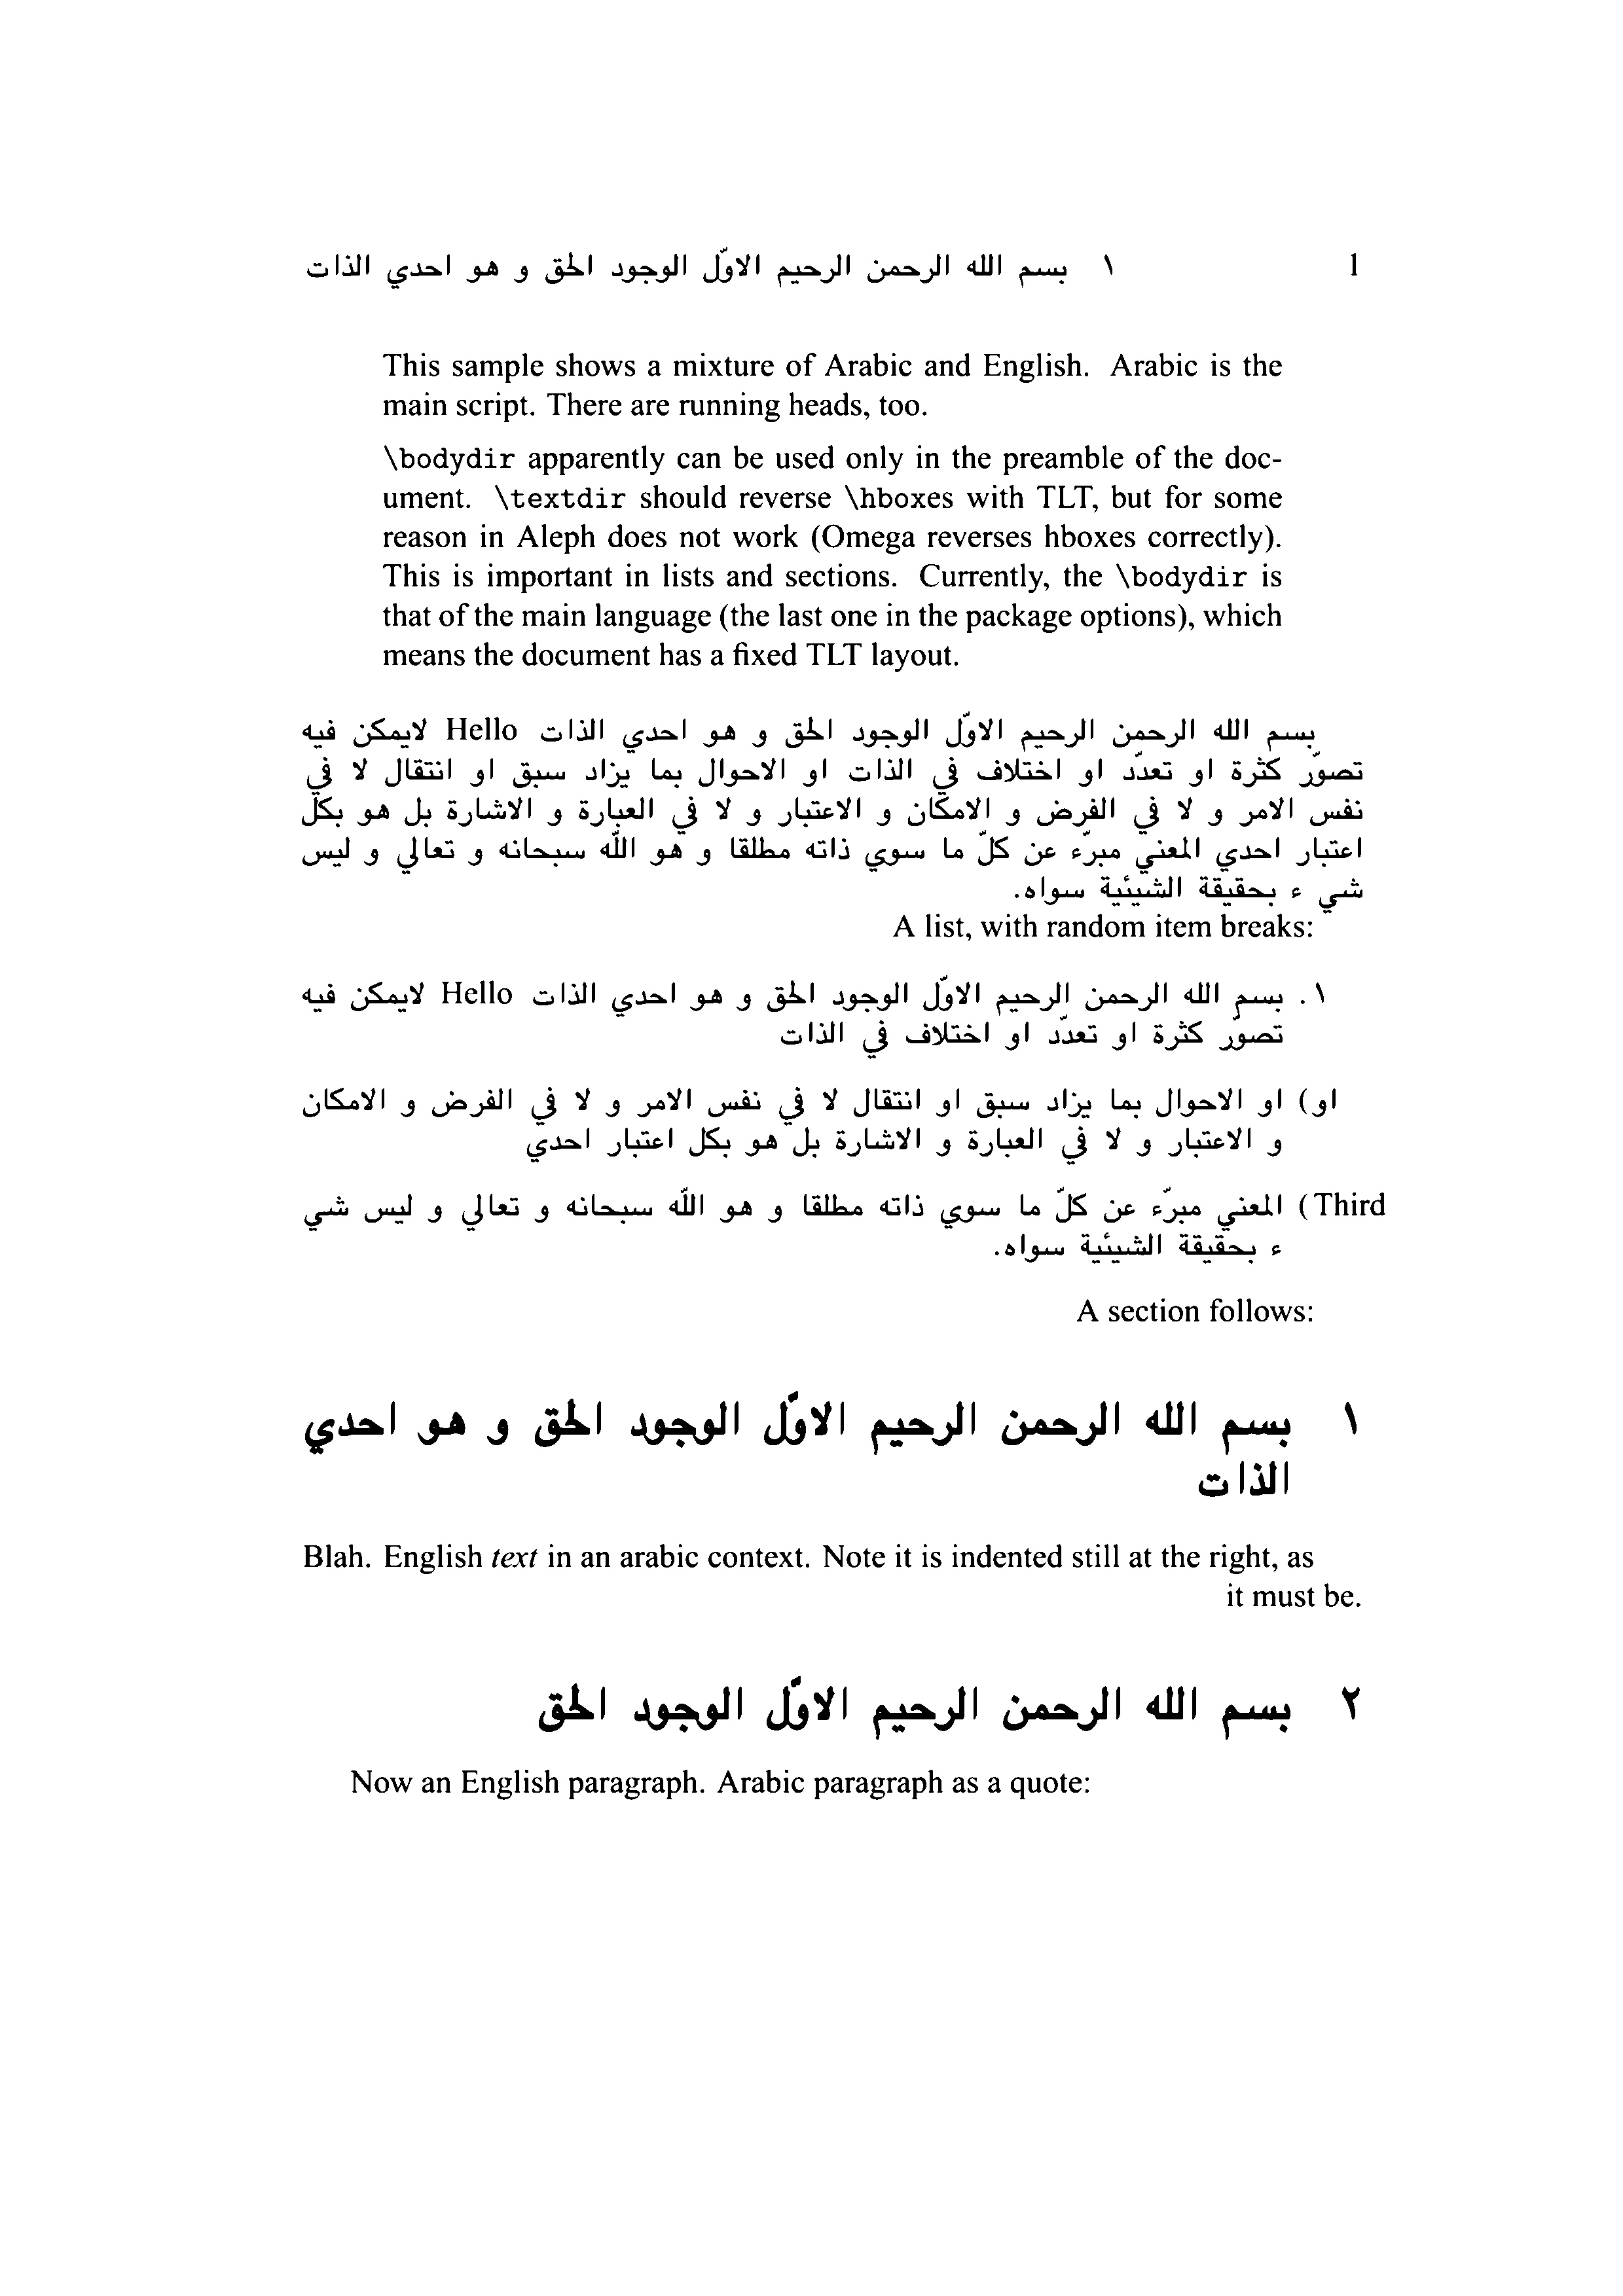 1 ١ بسم الله الرحمن الرحيم الاوّل الوجود الحق و هو احدي الذات
This sample shows a mixture of Arabic and English. Arabic is the
main script. There are running heads, too.
\bodydir apparently can be used only in the preamble of the doc-
ument. \textdir should reverse \hboxes with TLT, but for some
reason in Aleph does not work (Omega reverses hboxes correctly).
This is important in lists and sections. Currently, the \bodydir is
that of the main language (the last one in the package options), which
means the document has a fixed TLT layout.
بسم الله الرحمن الرحيم الاوّل الوجود الحق و هو احدي الذات Hello لايمكن فيه
تصوّر كثرة او تعدّد او اختلاف في الذات او الاحوال بما يزاد سبق او انتقال لا في
نفس الامر و لا في الفرض و الامكان و الاعتبار و لا في العبارة و الاشارة بل هو بكل
اعتبار احدي المعني مبرّء عن كلّ ما سوي ذاته مطلقا و هو اللّه سبحانه و تعالي و ليس
شي ء بحقيقة الشيئية سواه.
A list, with random item breaks:
١. بسم الله الرحمن الرحيم الاوّل الوجود الحق و هو احدي الذات Hello لايمكن فيه
تصوّر كثرة او تعدّد او اختلاف في الذات
او) او الاحوال بما يزاد سبق او انتقال لا في نفس الامر و لا في الفرض و الامكان
و الاعتبار و لا في العبارة و الاشارة بل هو بكل اعتبار احدي
Third) المعني مبرّء عن كلّ ما سوي ذاته مطلقا و هو اللّه سبحانه و تعالي و ليس شي
ء بحقيقة الشيئية سواه.
A section follows:
١ بسم الله الرحمن الرحيم الاوّل الوجود الحق و هو احدي
الذات
Blah. English text in an arabic context. Note it is indented still at the right, as
it must be.
٢ بسم الله الرحمن الرحيم الاوّل الوجود الحق
Now an English paragraph. Arabic paragraph as a quote: